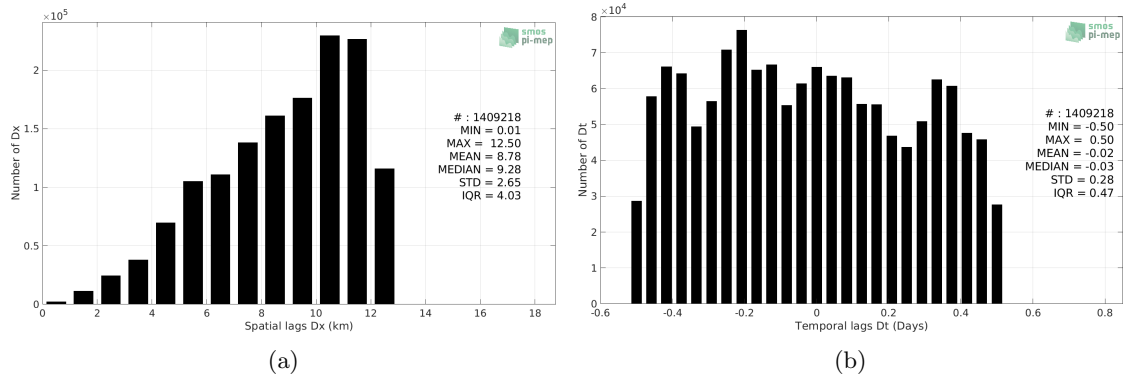 ×10⁵
2
1.5
1
0.5
0
Number of Dx
smos
pi-mep
# : 1409218
MIN = 0.01
MAX = 12.50
MEAN = 8.78
MEDIAN = 9.28
STD = 2.65
IQR = 4.03
0 2 4 6 8 10 12 14 16 18
Spatial lags Dx (km)
(a)
×10⁴
8
7
6
5
4
3
2
1
0
Number of Dt
smos
pi-mep
# : 1409218
MIN = -0.50
MAX = 0.50
MEAN = -0.02
MEDIAN = -0.03
STD = 0.28
IQR = 0.47
-0.6 -0.4 -0.2 0 0.2 0.4 0.6 0.8
Temporal lags Dt (Days)
(b)